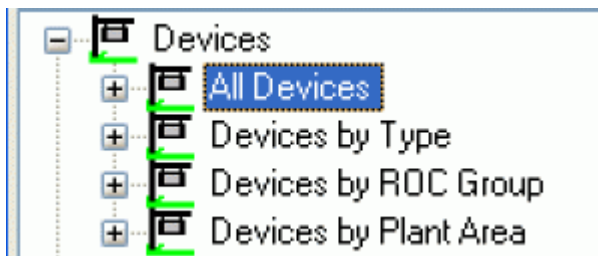 Devices
All Devices
Devices by Type
Devices by ROC Group
Devices by Plant Area